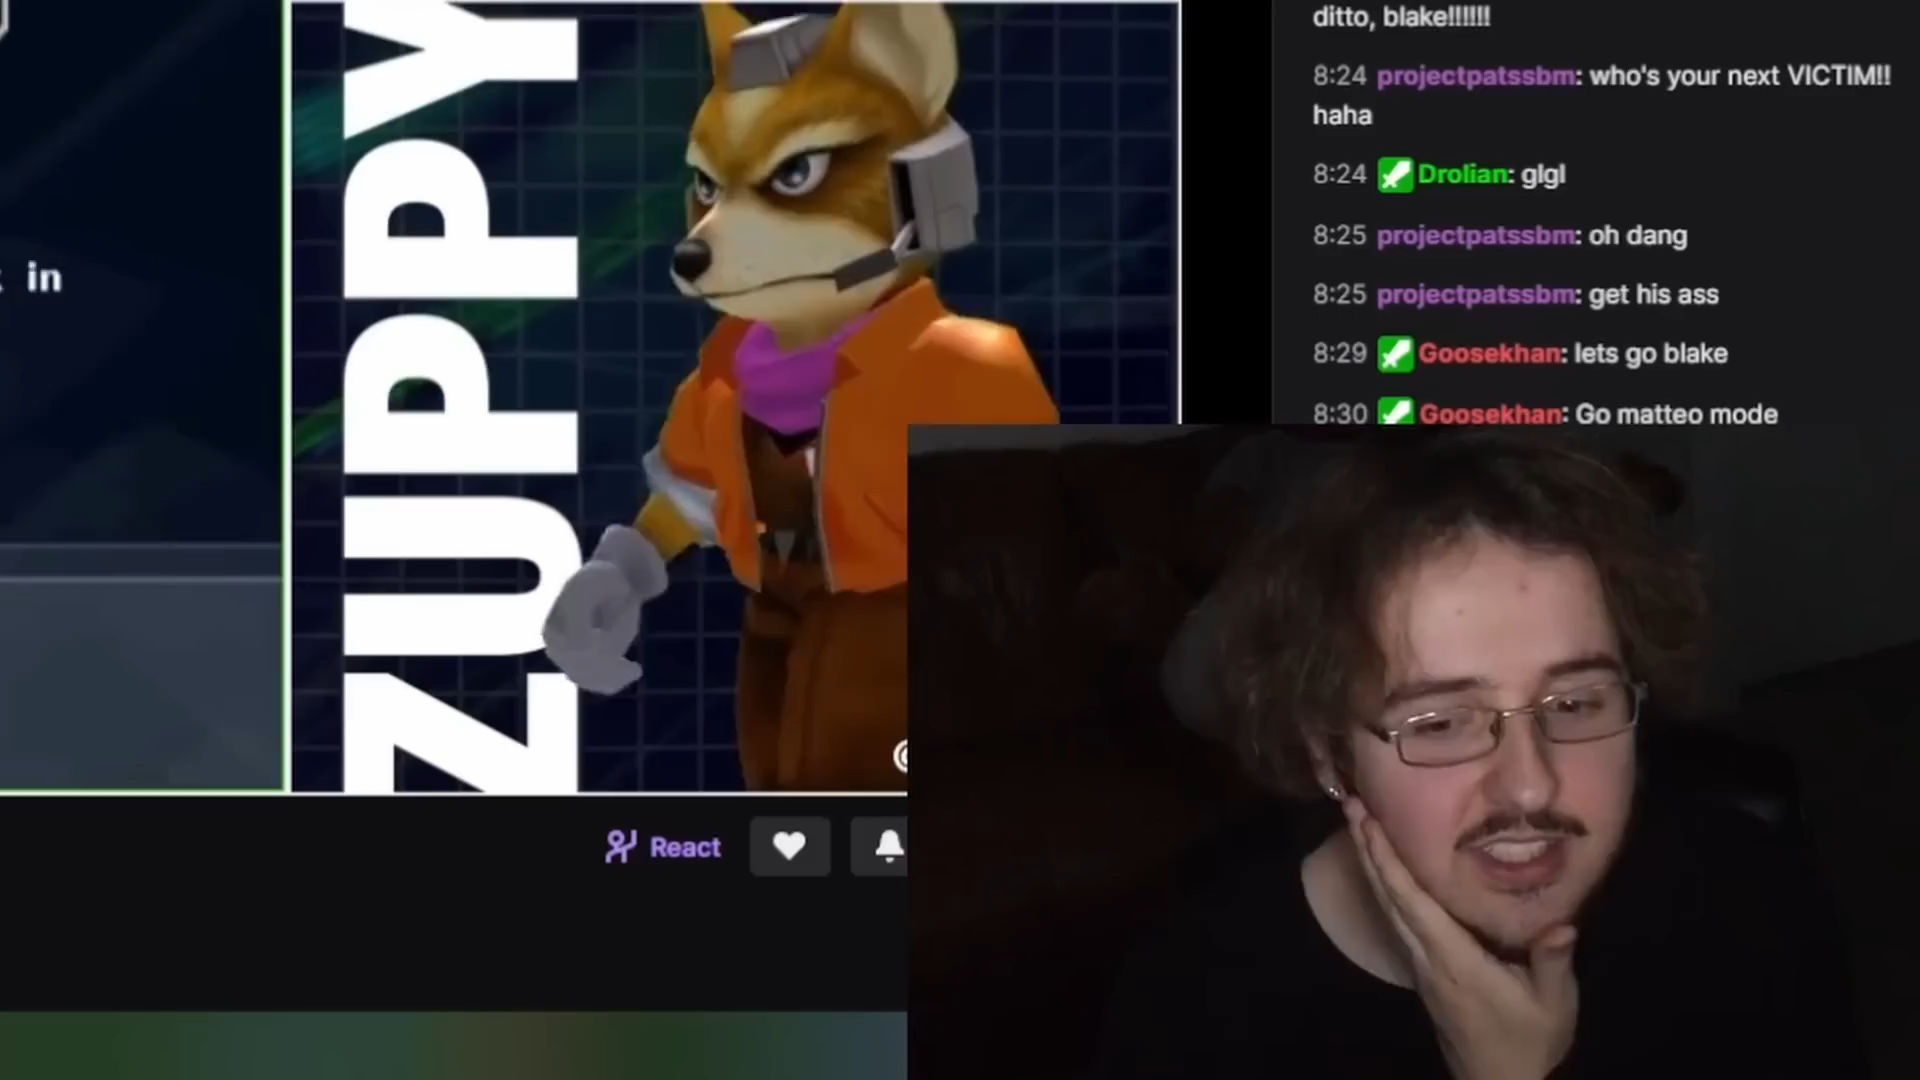 in
ZUPPY
React
ditto, blake!!!!!!
8:24 projectpatssbm: who's your next VICTIM!!
haha
8:24 Drolian: glgl
8:25 projectpatssbm: oh dang
8:25 projectpatssbm: get his ass
8:29 Goosekhan: lets go blake
8:30 Goosekhan: Go matteo mode